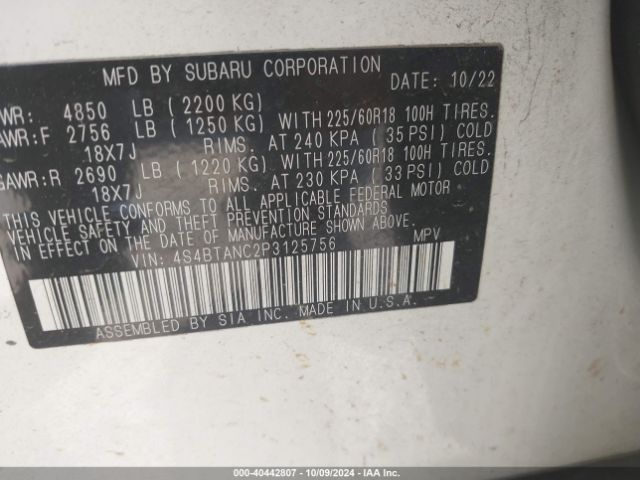 MFD BY SUBARU CORPORATION DATE: 10/22
WR: 4850 LB (2200 KG)
AWR:F 2756 LB (1250 KG) WITH 225/60R18 100H TIRES.
18X7J RIMS. AT 240 KPA (35 PSI) COLD
GAWR:R 2690 LB (1220 KG) WITH 225/60R18 100H TIRES.
18X7J RIMS. AT 230 KPA (33 PSI) COLD
THIS VEHICLE CONFORMS TO ALL APPLICABLE FEDERAL MOTOR
VEHICLE SAFETY AND THEFT PREVENTION STANDARDS
IN EFFECT ON THE DATE OF MANUFACTURE SHOWN ABOVE.
VIN: 4S4BTANC2P3125756 MPV
ASSEMBLED BY SIA INC. MADE IN U.S.A.
000-40442807 | 10/09/2024 | IAA Inc.